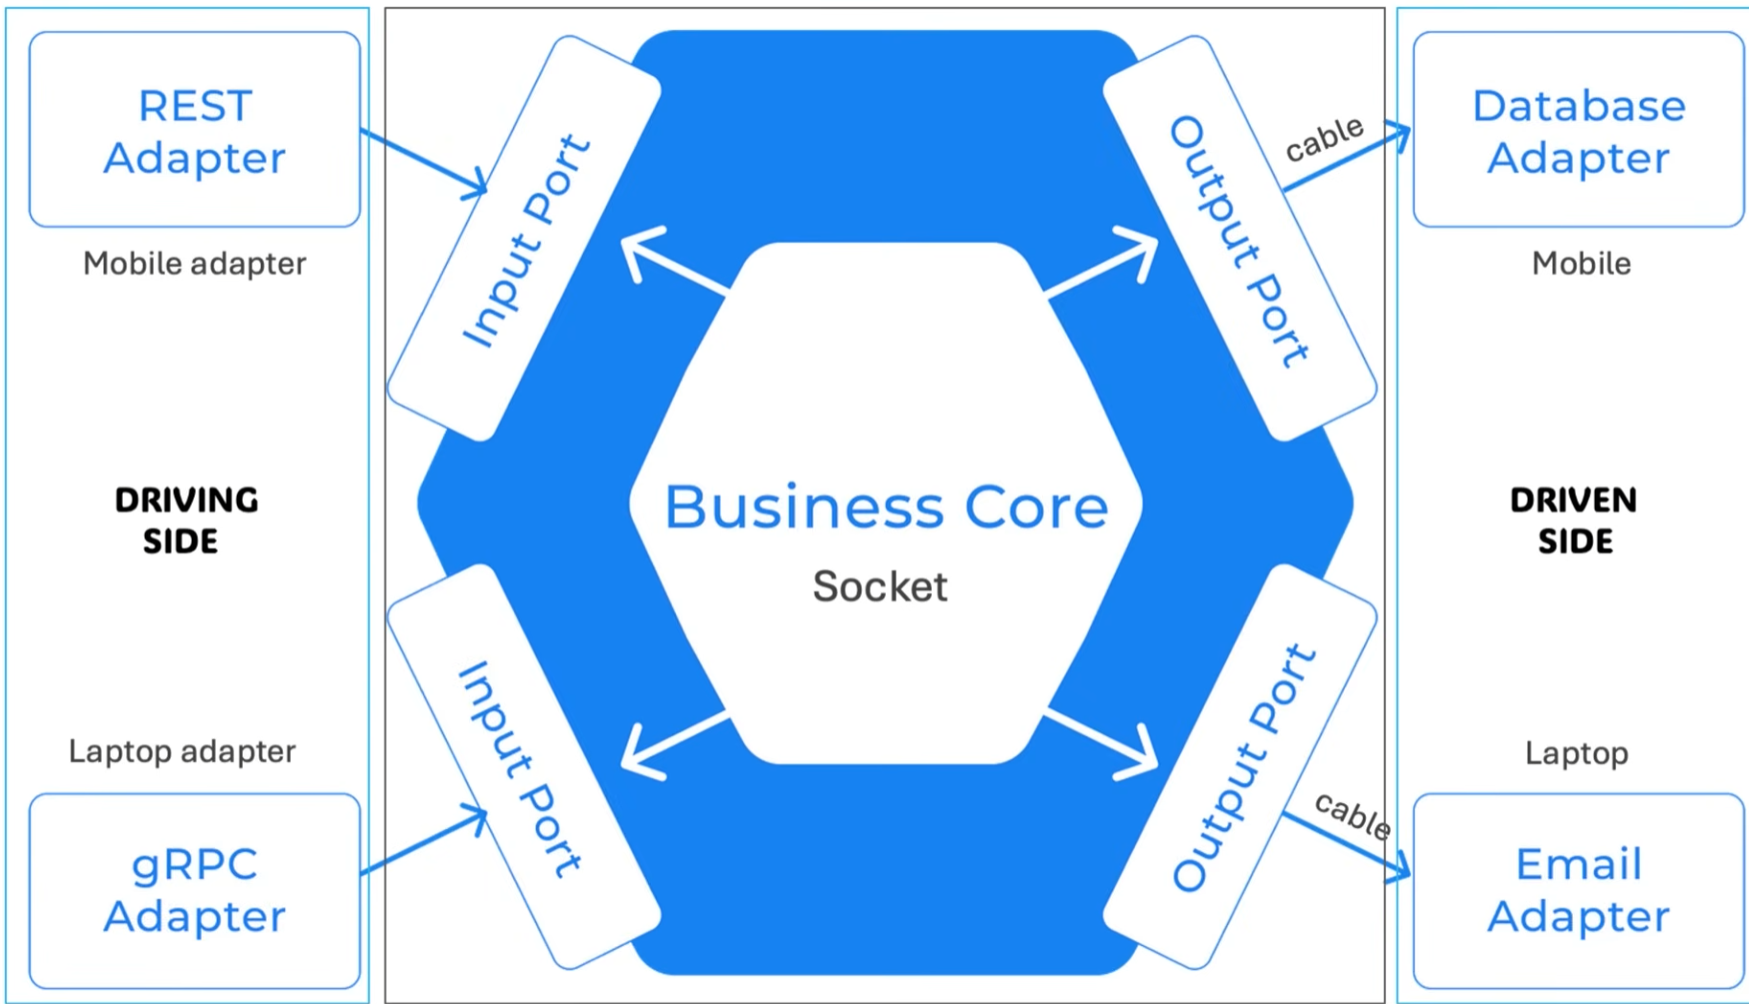 REST
Adapter
Mobile adapter
DRIVING
SIDE
Laptop adapter
gRPC
Adapter
Input Port
Input Port
Business Core
Socket
Output Port
Output Port
cable
cable
Database
Adapter
Mobile
DRIVEN
SIDE
Laptop
Email
Adapter